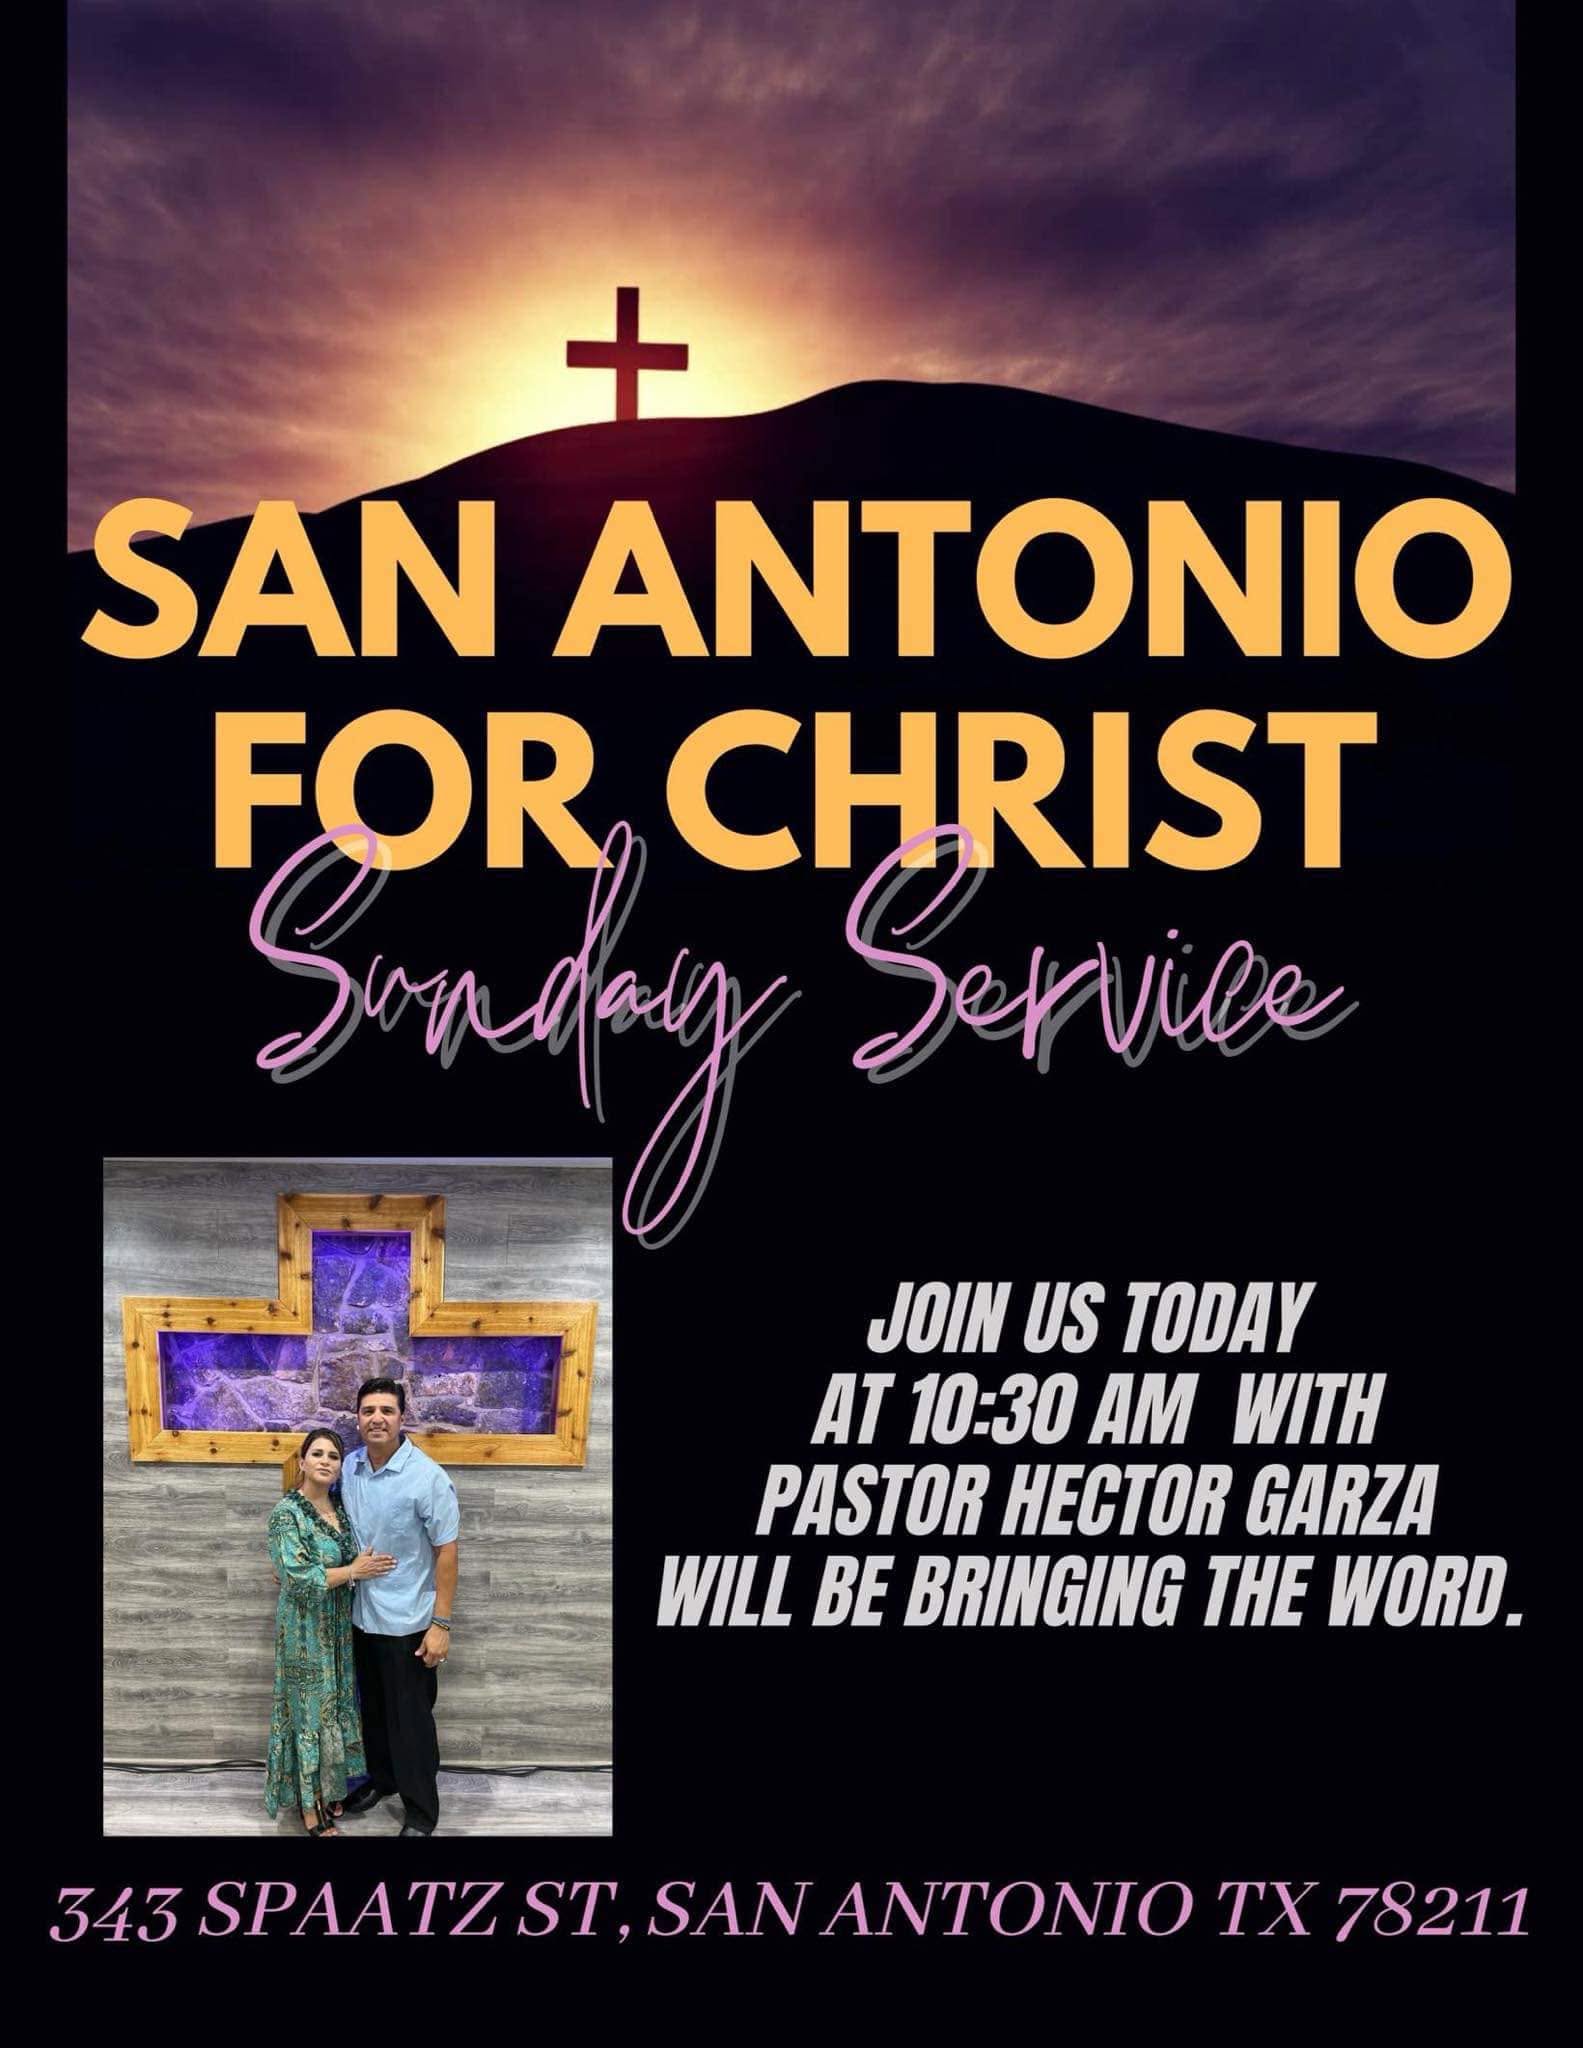 SAN ANTONIO
FOR CHRIST
Sunday Service
JOIN US TODAY
AT 10:30 AM WITH
PASTOR HECTOR GARZA
WILL BE BRINGING THE WORD.
343 SPAATZ ST, SAN ANTONIO TX 78211